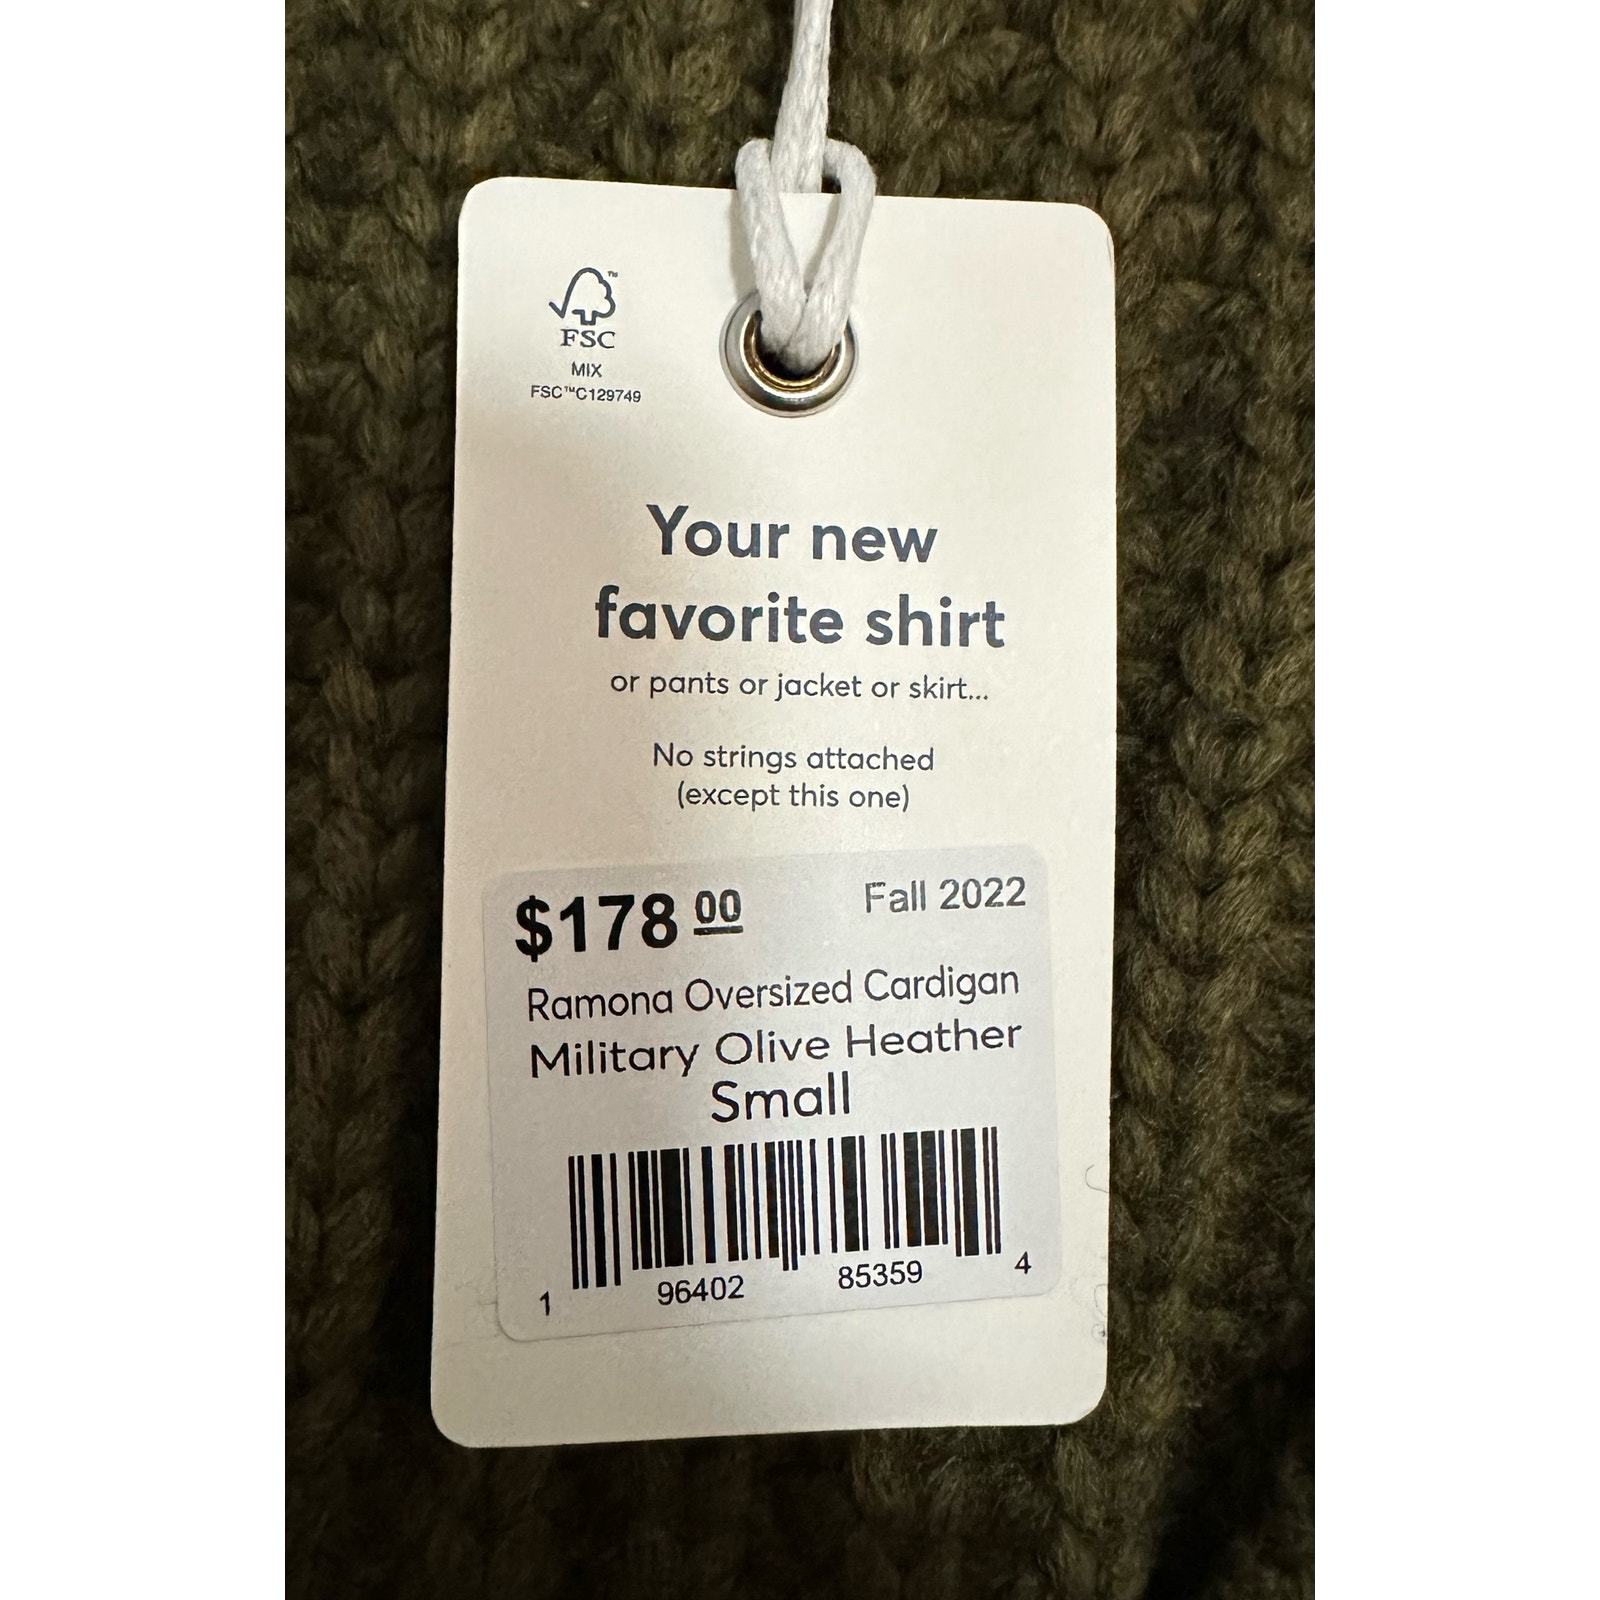 FSC™
MIX
FSC™C129749
Your new
favorite shirt
or pants or jacket or skirt...
No strings attached
(except this one)
$178 00
Fall 2022
Ramona Oversized Cardigan
Military Olive Heather
Small
1 96402 85359 4